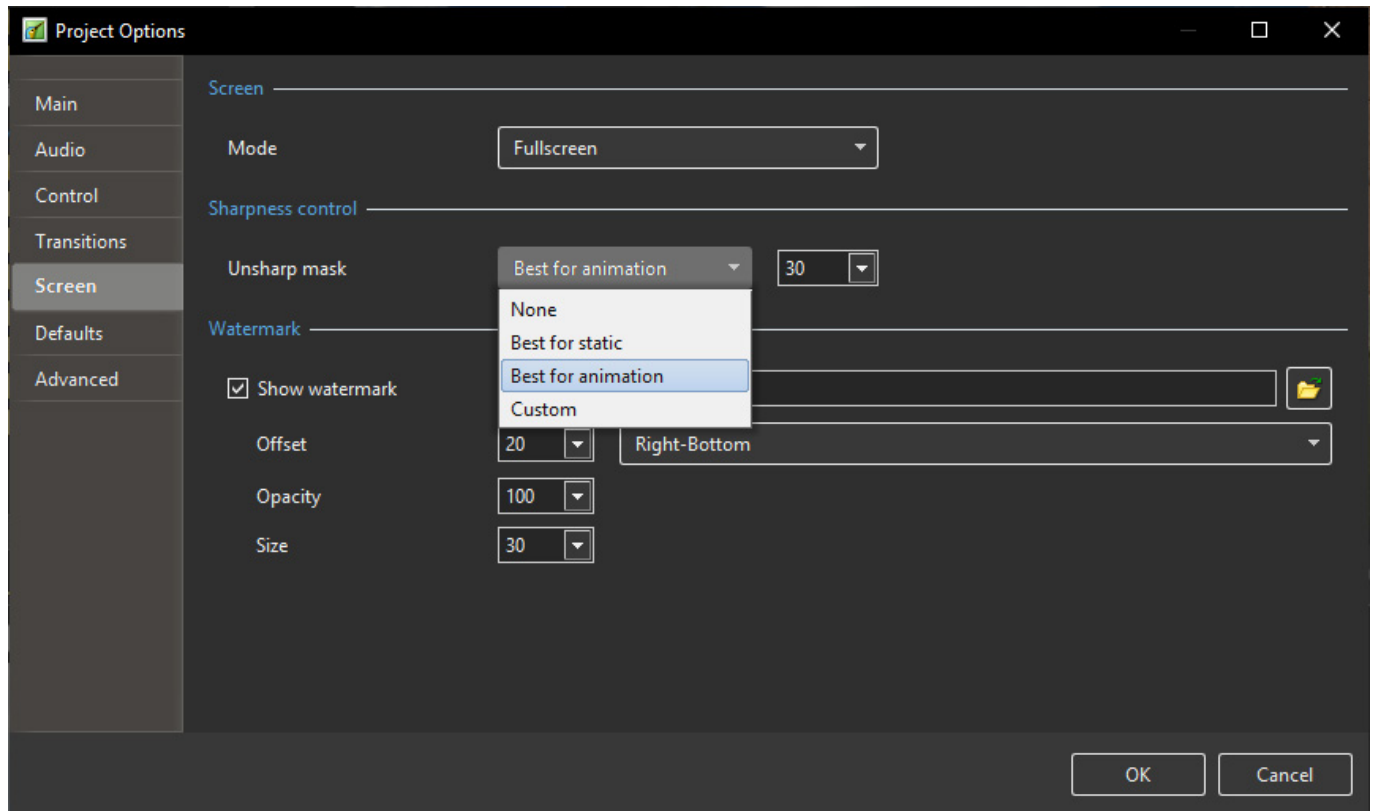 Project Options
Main
Audio
Control
Transitions
Screen
Defaults
Advanced
Screen
Mode Fullscreen
Sharpness control
Unsharp mask Best for animation 30
None
Best for static
Best for animation
Custom
Watermark
Show watermark
Offset 20 Right-Bottom
Opacity 100
Size 30
OK Cancel